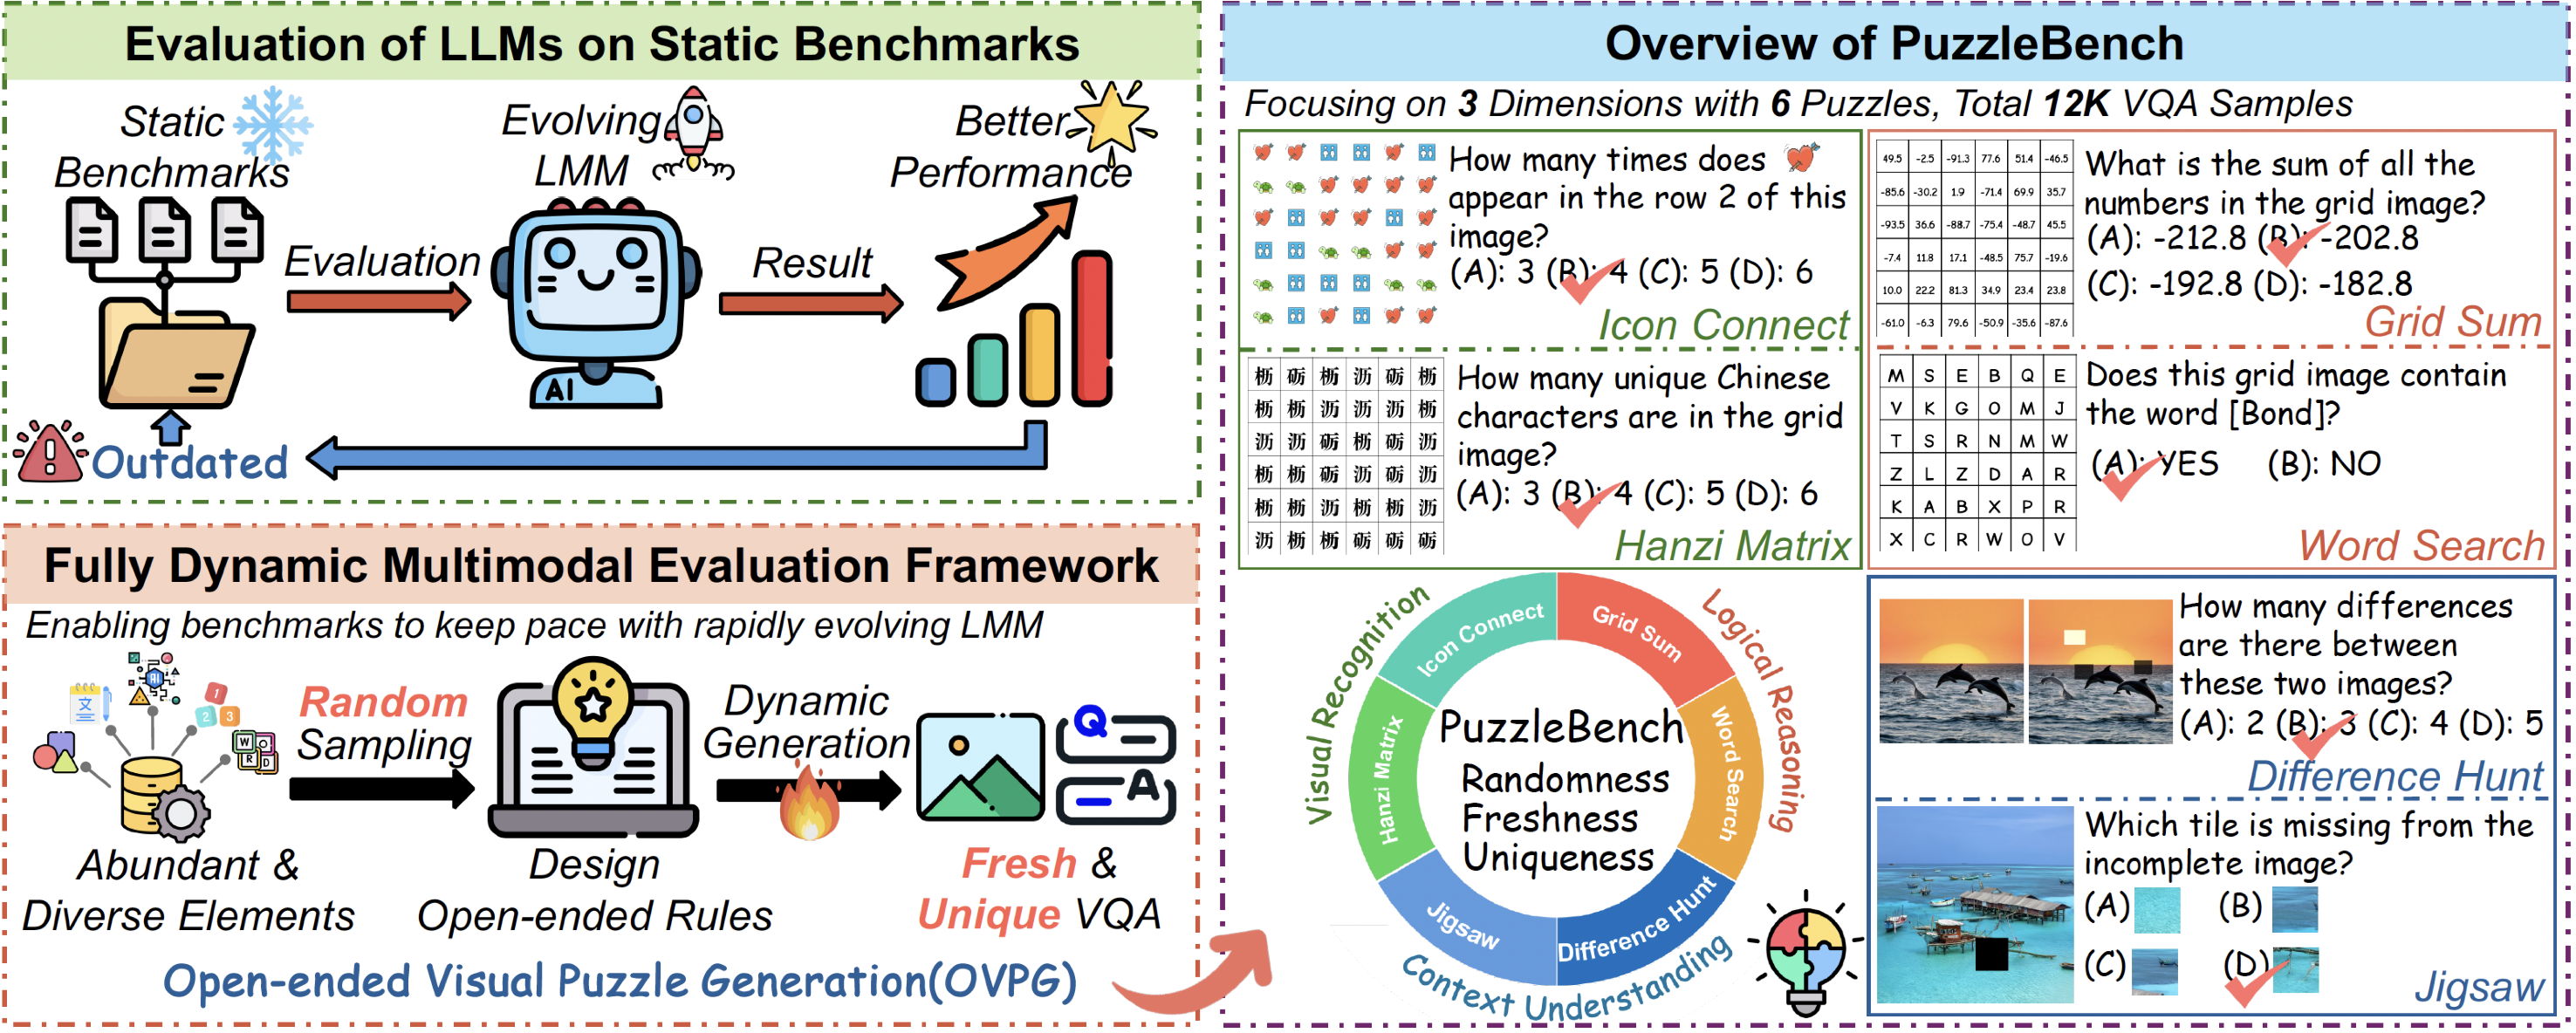 Evaluation of LLMs on Static Benchmarks
Static
Benchmarks
Evaluation
Evolving
LMM
AI
Result
Better
Performance
Outdated
Fully Dynamic Multimodal Evaluation Framework
Enabling benchmarks to keep pace with rapidly evolving LMM
文
AI
1
2 3
W O
R D
Random
Sampling
Dynamic
Generation
Q
A
Abundant &
Diverse Elements
Design
Open-ended Rules
Fresh &
Unique VQA
Open-ended Visual Puzzle Generation(OVPG)
Overview of PuzzleBench
Focusing on 3 Dimensions with 6 Puzzles, Total 12K VQA Samples
How many times does
appear in the row 2 of this
image?
(A): 3 (B): 4 (C): 5 (D): 6
Icon Connect
49.5 -2.5 -91.3 77.6 51.4 -46.5
-85.6 -30.2 1.9 -71.4 69.9 35.7
-93.5 36.6 -88.7 -75.4 -48.7 45.5
-7.4 11.8 17.1 -48.5 75.7 -19.6
10.0 22.2 81.3 34.9 23.4 23.8
-61.0 -6.3 79.6 -50.9 -35.6 -87.6
What is the sum of all the
numbers in the grid image?
(A): -212.8 (B): -202.8
(C): -192.8 (D): -182.8
Grid Sum
枥 砺 枥 沥 砺 枥
枥 枥 沥 沥 沥 枥
沥 沥 砺 枥 砺 沥
枥 枥 砺 沥 砺 沥
枥 枥 沥 枥 枥 沥
沥 枥 枥 砺 砺 砺
How many unique Chinese
characters are in the grid
image?
(A): 3 (B): 4 (C): 5 (D): 6
Hanzi Matrix
M S E B Q E
V K G O M J
T S R N M W
Z L Z D A R
K A B X P R
X C R W O V
Does this grid image contain
the word [Bond]?
(A): YES (B): NO
Word Search
Visual Recognition
Logical Reasoning
Context Understanding
Icon Connect
Grid Sum
Word Search
Difference Hunt
Jigsaw
Hanzi Matrix
PuzzleBench
Randomness
Freshness
Uniqueness
How many differences
are there between
these two images?
(A): 2 (B): 3 (C): 4 (D): 5
Difference Hunt
Which tile is missing from the
incomplete image?
(A) (B)
(C) (D)
Jigsaw